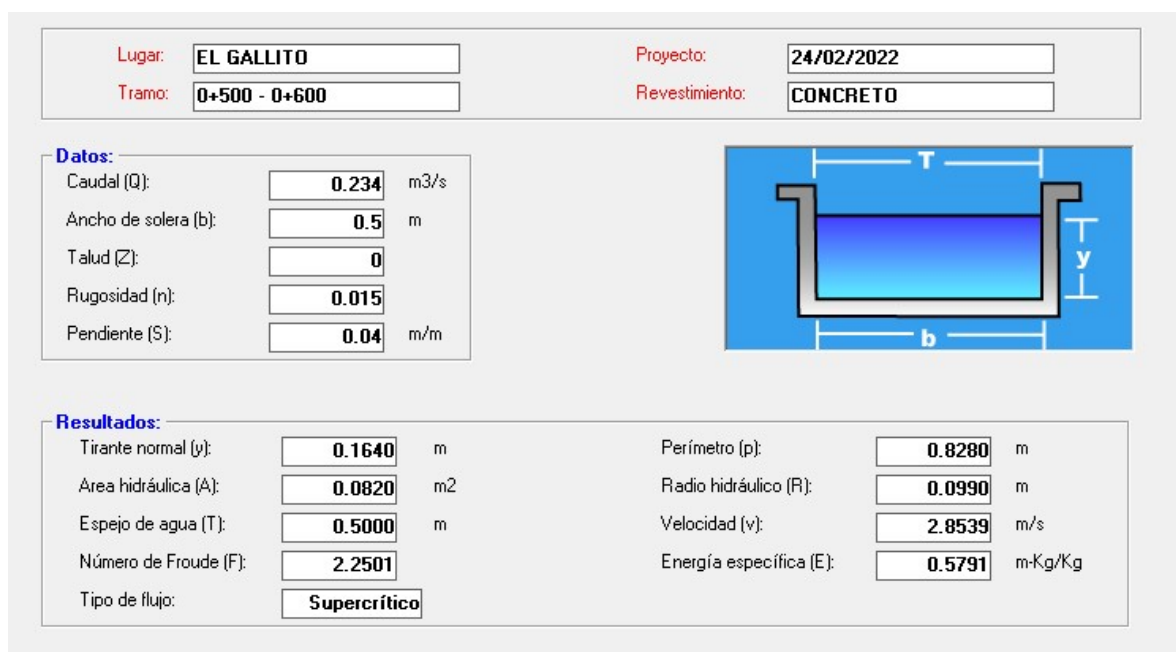 Lugar: EL GALLITO Proyecto: 24/02/2022
Tramo: 0+500 - 0+600 Revestimiento: CONCRETO
Datos:
Caudal (Q): 0.234 m3/s
Ancho de solera (b): 0.5 m
Talud (Z): 0
Rugosidad (n): 0.015
Pendiente (S): 0.04 m/m
T
y
b
Resultados:
Tirante normal (y): 0.1640 m Perímetro (p): 0.8280 m
Area hidráulica (A): 0.0820 m2 Radio hidráulico (R): 0.0990 m
Espejo de agua (T): 0.5000 m Velocidad (v): 2.8539 m/s
Número de Froude (F): 2.2501 Energía específica (E): 0.5791 m-Kg/Kg
Tipo de flujo: Supercrítico